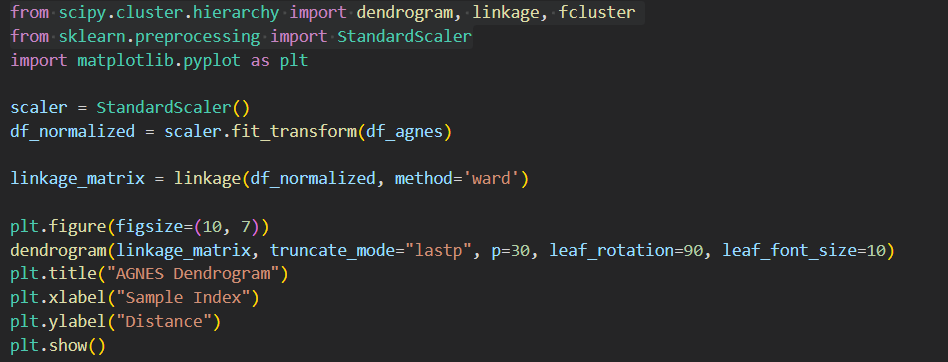 from scipy.cluster.hierarchy import dendrogram, linkage, fcluster
from sklearn.preprocessing import StandardScaler
import matplotlib.pyplot as plt
scaler = StandardScaler()
df_normalized = scaler.fit_transform(df_agnes)
linkage_matrix = linkage(df_normalized, method='ward')
plt.figure(figsize=(10, 7))
dendrogram(linkage_matrix, truncate_mode="lastp", p=30, leaf_rotation=90, leaf_font_size=10)
plt.title("AGNES Dendrogram")
plt.xlabel("Sample Index")
plt.ylabel("Distance")
plt.show()